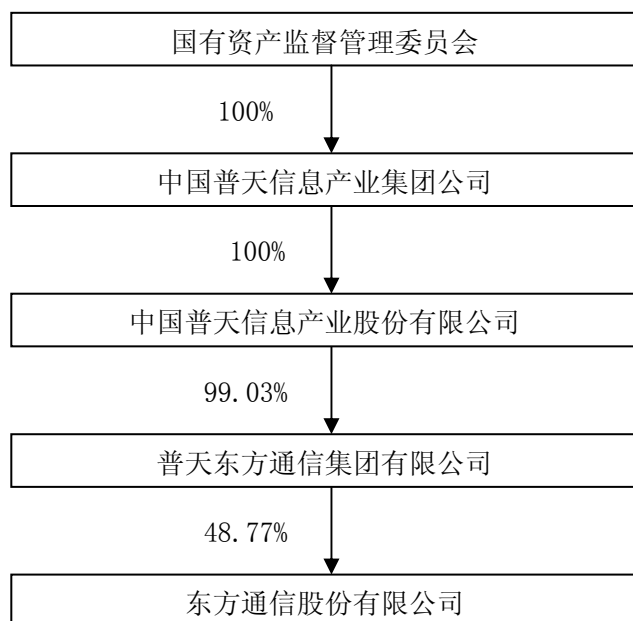 国有资产监督管理委员会
100%
中国普天信息产业集团公司
100%
中国普天信息产业股份有限公司
99.03%
普天东方通信集团有限公司
48.77%
东方通信股份有限公司